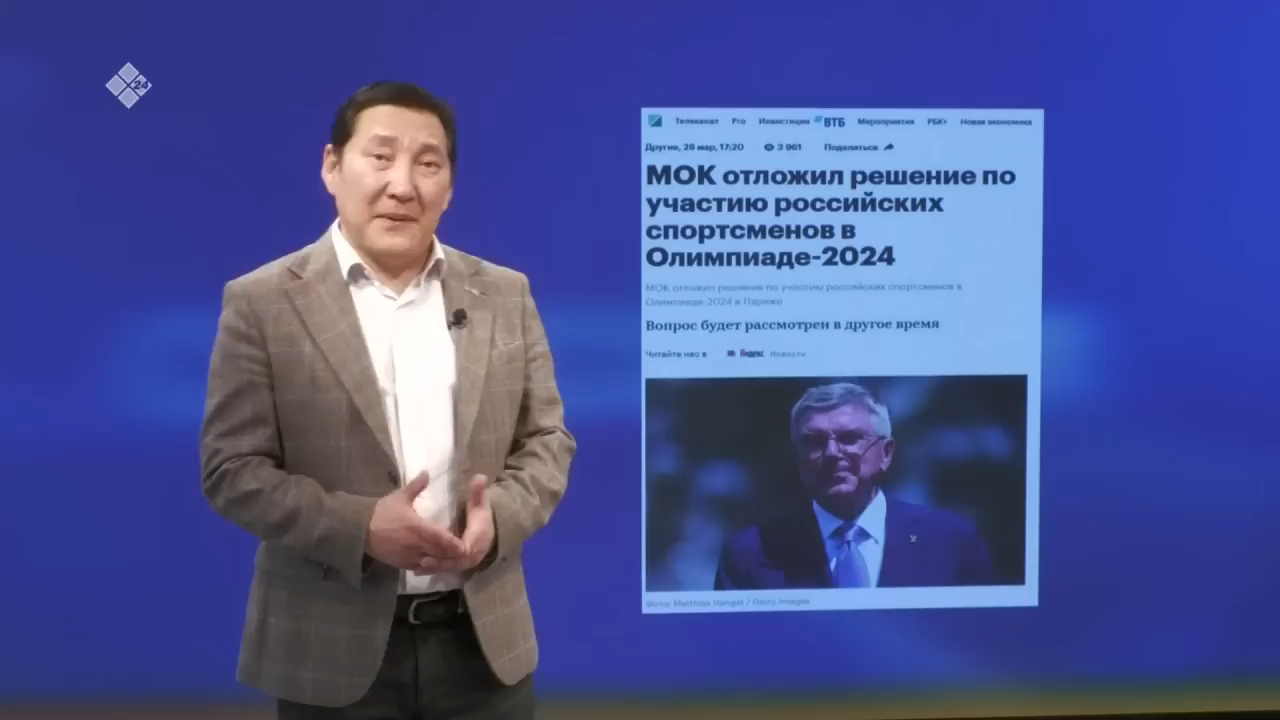 24
Телеканал Pro Инвестиции ВТБ Мероприятия РБК+ Новая экономика
Другие, 28 мар, 17:20 3 961 Поделиться
МОК отложил решение по
участию российских
спортсменов в
Олимпиаде-2024
МОК отложил решение по участию российских спортсменов в
Олимпиаде 2024 в Париже
Вопрос будет рассмотрен в другое время
Читайте нас в Яндекс Новости
Фото: Matthias Hangst / Getty Images